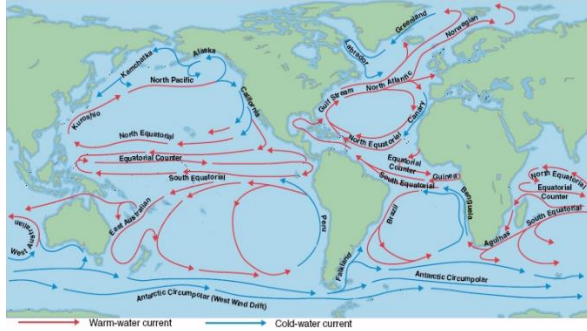 Greenland
Norwegian
Labrador
Alaska
Kamchatka
North Pacific
California
Kuroshio
Gulf Stream
North Atlantic
Canary
North Equatorial
North Equatorial
Equatorial Counter
South Equatorial
Equatorial
Counter
South Equatorial
Guinea
North Equatorial
Equatorial
Counter
South Equatorial
East Australian
West Australian
Peru
Brazil
Benguela
Agulhas
Falkland
Antarctic Circumpolar
Antarctic Circumpolar (West Wind Drift)
Warm-water current
Cold-water current